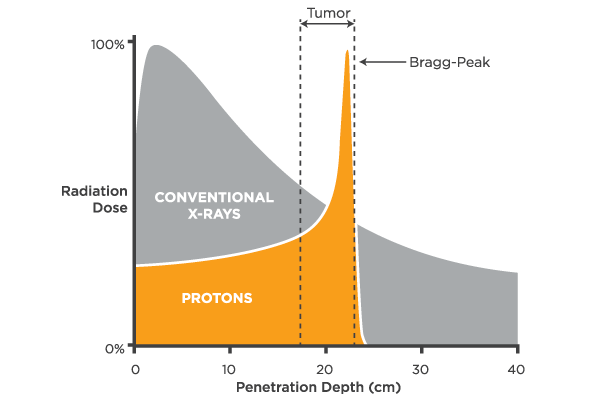 Tumor
100%
Bragg-Peak
Radiation
Dose
CONVENTIONAL
X-RAYS
PROTONS
0%
0 10 20 30 40
Penetration Depth (cm)